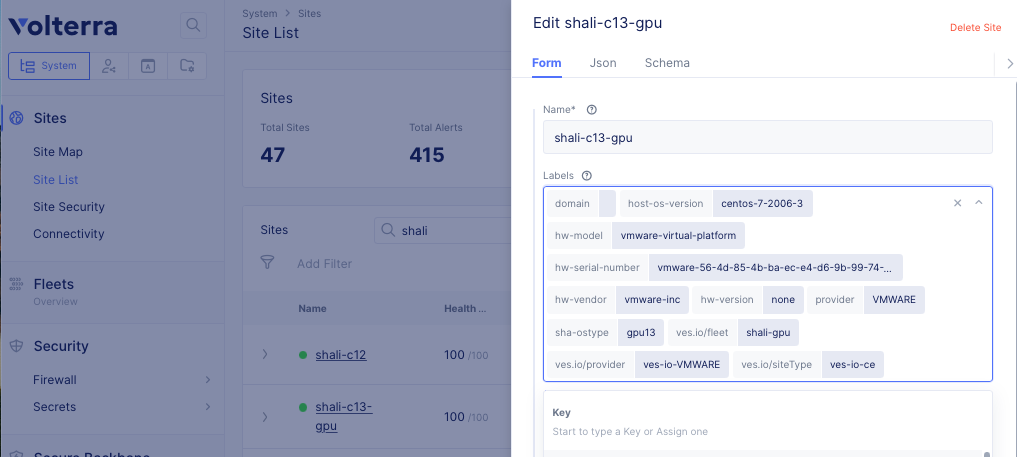 Volterra
System
Sites
Site Map
Site List
Site Security
Connectivity
Fleets
Overview
Security
Firewall
Secrets
Secure Backbone
System > Sites
Site List
Sites
Total Sites
Total Alerts
47
415
Sites
shali
Add Filter
Name
Health ...
shali-c12
100 /100
shali-c13-
gpu
100 /100
Edit shali-c13-gpu
Delete Site
Form Json Schema
Name*
shali-c13-gpu
Labels
domain host-os-version centos-7-2006-3
hw-model vmware-virtual-platform
hw-serial-number vmware-56-4d-85-4b-ba-ec-e4-d6-9b-99-74-...
hw-vendor vmware-inc hw-version none provider VMWARE
sha-ostype gpu13 ves.io/fleet shali-gpu
ves.io/provider ves-io-VMWARE ves.io/siteType ves-io-ce
Key
Start to type a Key or Assign one